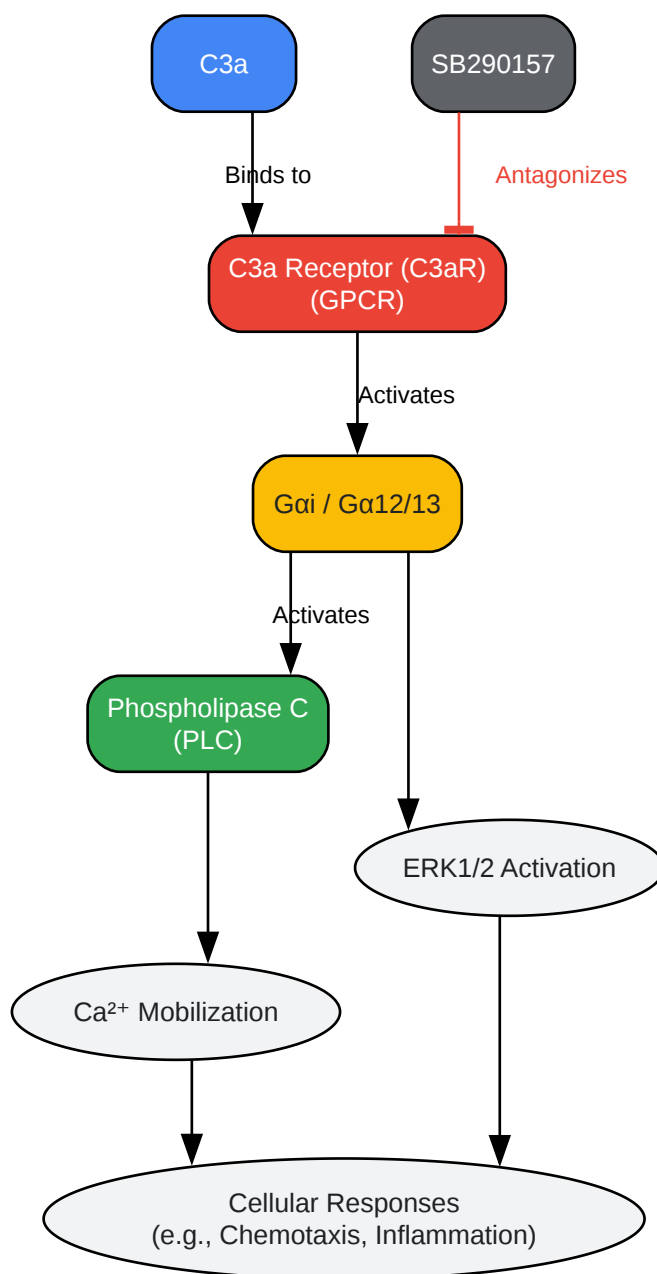 C3a
SB290157
Binds to
Antagonizes
C3a Receptor (C3aR)
(GPCR)
Activates
Gαi / Gα12/13
Activates
Phospholipase C
(PLC)
ERK1/2 Activation
Ca²⁺ Mobilization
Cellular Responses
(e.g., Chemotaxis, Inflammation)